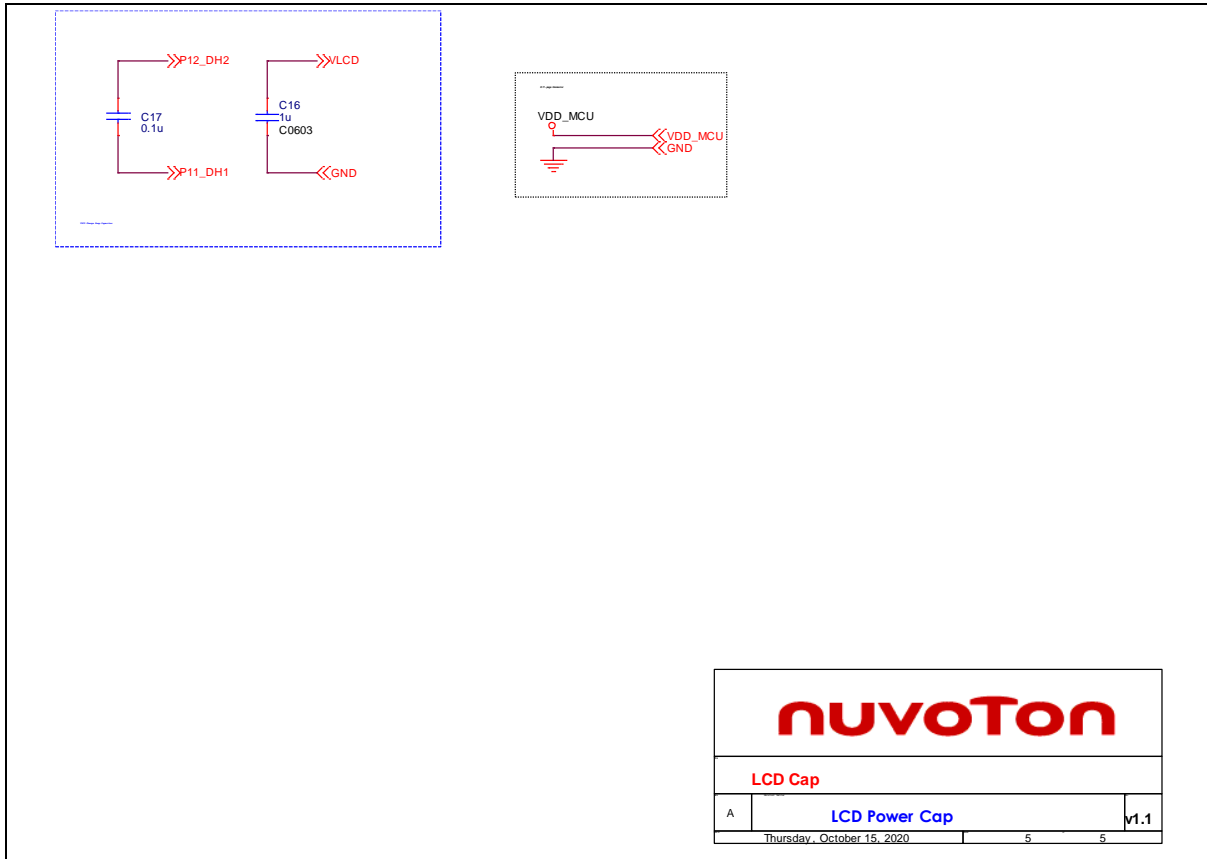 P12_DH2
VLCD
C17
0.1u
C16
1u
C0603
P11_DH1
GND
VDD_MCU
VDD_MCU
GND
nuvoTon
LCD Cap
A
LCD Power Cap
v1.1
Thursday, October 15, 2020
5
5